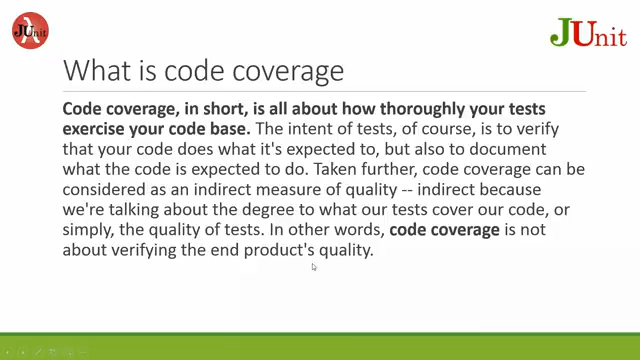 JUnit
JUnit
What is code coverage
Code coverage, in short, is all about how thoroughly your tests
exercise your code base. The intent of tests, of course, is to verify
that your code does what it's expected to, but also to document
what the code is expected to do. Taken further, code coverage can be
considered as an indirect measure of quality -- indirect because
we're talking about the degree to what our tests cover our code, or
simply, the quality of tests. In other words, code coverage is not
about verifying the end product's quality.